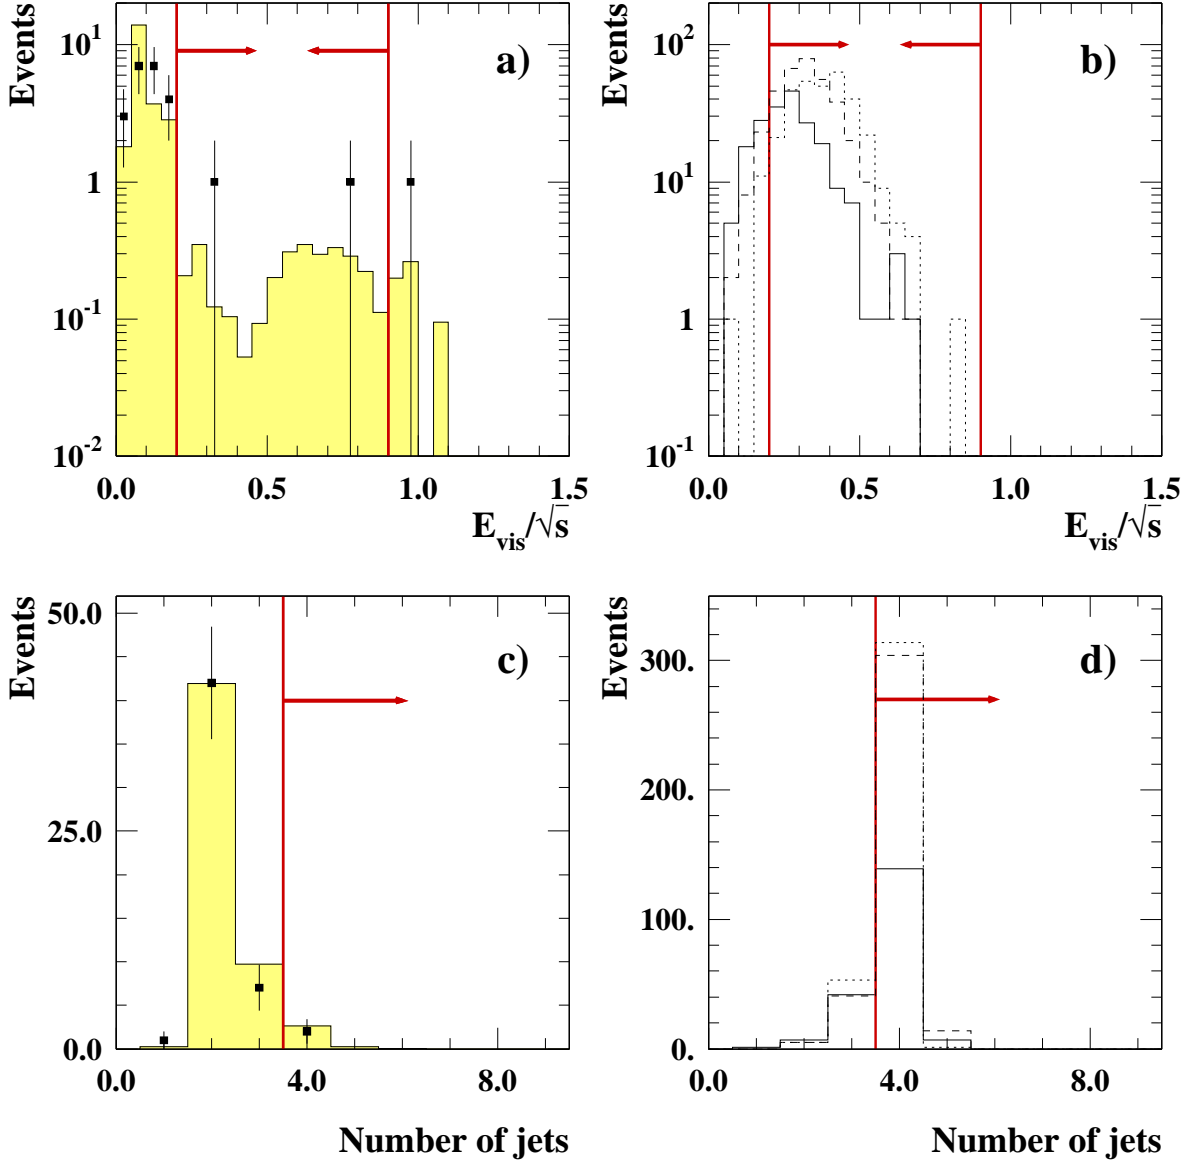 Events
a)
10^1
1
10^-1
10^-2
0.0 0.5 1.0 1.5
E_vis/√s
Events
b)
10^2
10^1
1
10^-1
0.0 0.5 1.0 1.5
E_vis/√s
Events
c)
50.0
25.0
0.0
0.0 4.0 8.0
Number of jets
Events
d)
300.
200.
100.
0.
0.0 4.0 8.0
Number of jets